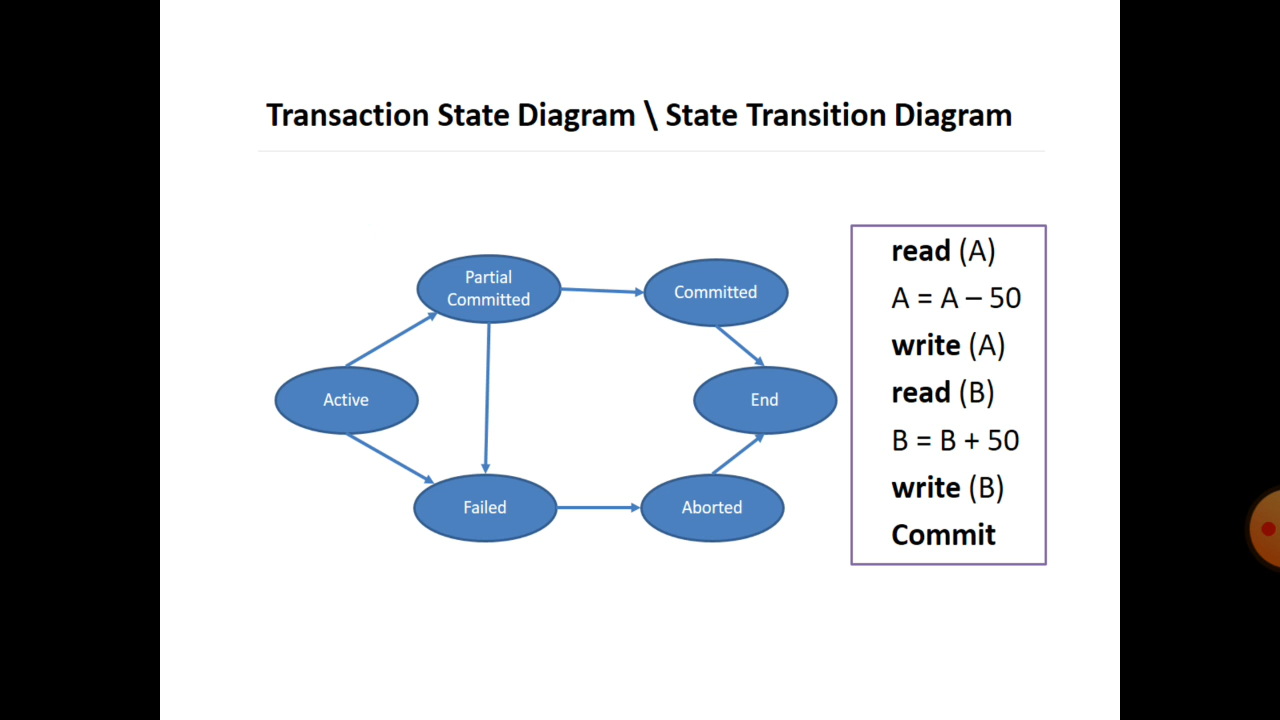 Transaction State Diagram \ State Transition Diagram
Partial
Committed
Committed
Active
End
Failed
Aborted
read (A)
A = A – 50
write (A)
read (B)
B = B + 50
write (B)
Commit